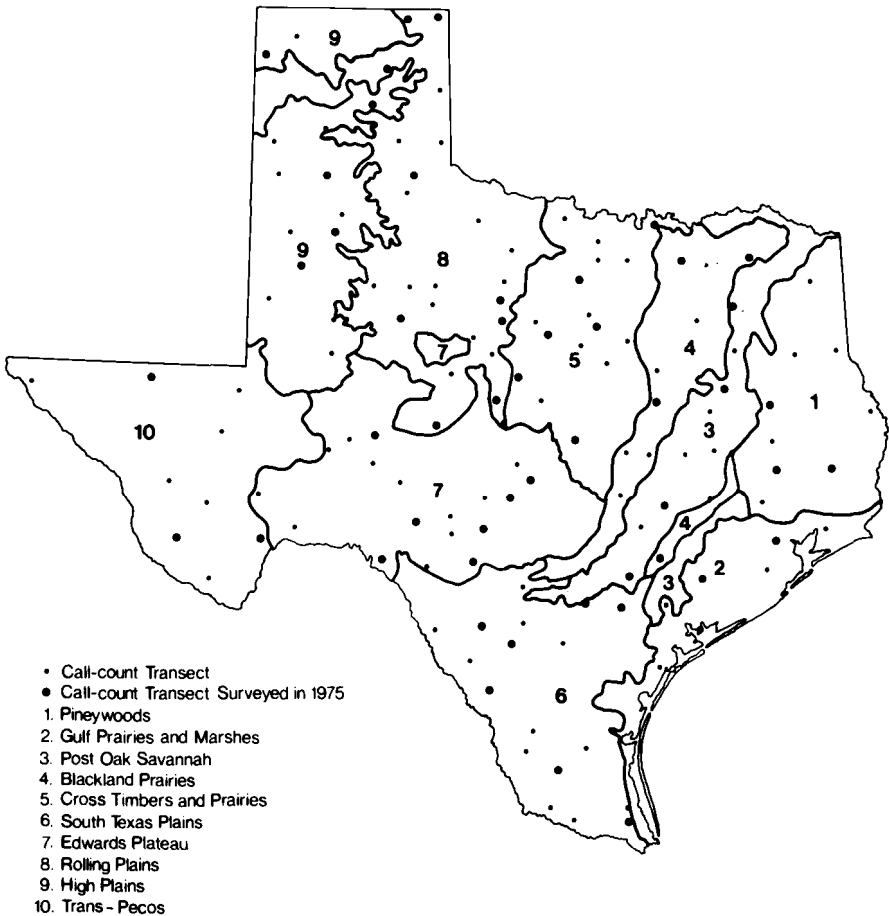 9
9
8
7
5
4
1
3
10
7
4
2
3
6
• Call-count Transect
● Call-count Transect Surveyed in 1975
1. Pineywoods
2. Gulf Prairies and Marshes
3. Post Oak Savannah
4. Blackland Prairies
5. Cross Timbers and Prairies
6. South Texas Plains
7. Edwards Plateau
8. Rolling Plains
9. High Plains
10. Trans-Pecos